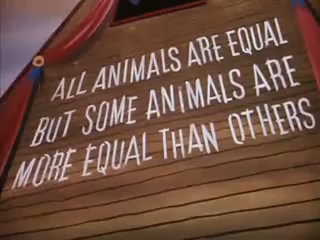 ALL ANIMALS ARE EQUAL
BUT SOME ANIMALS ARE
MORE EQUAL THAN OTHERS